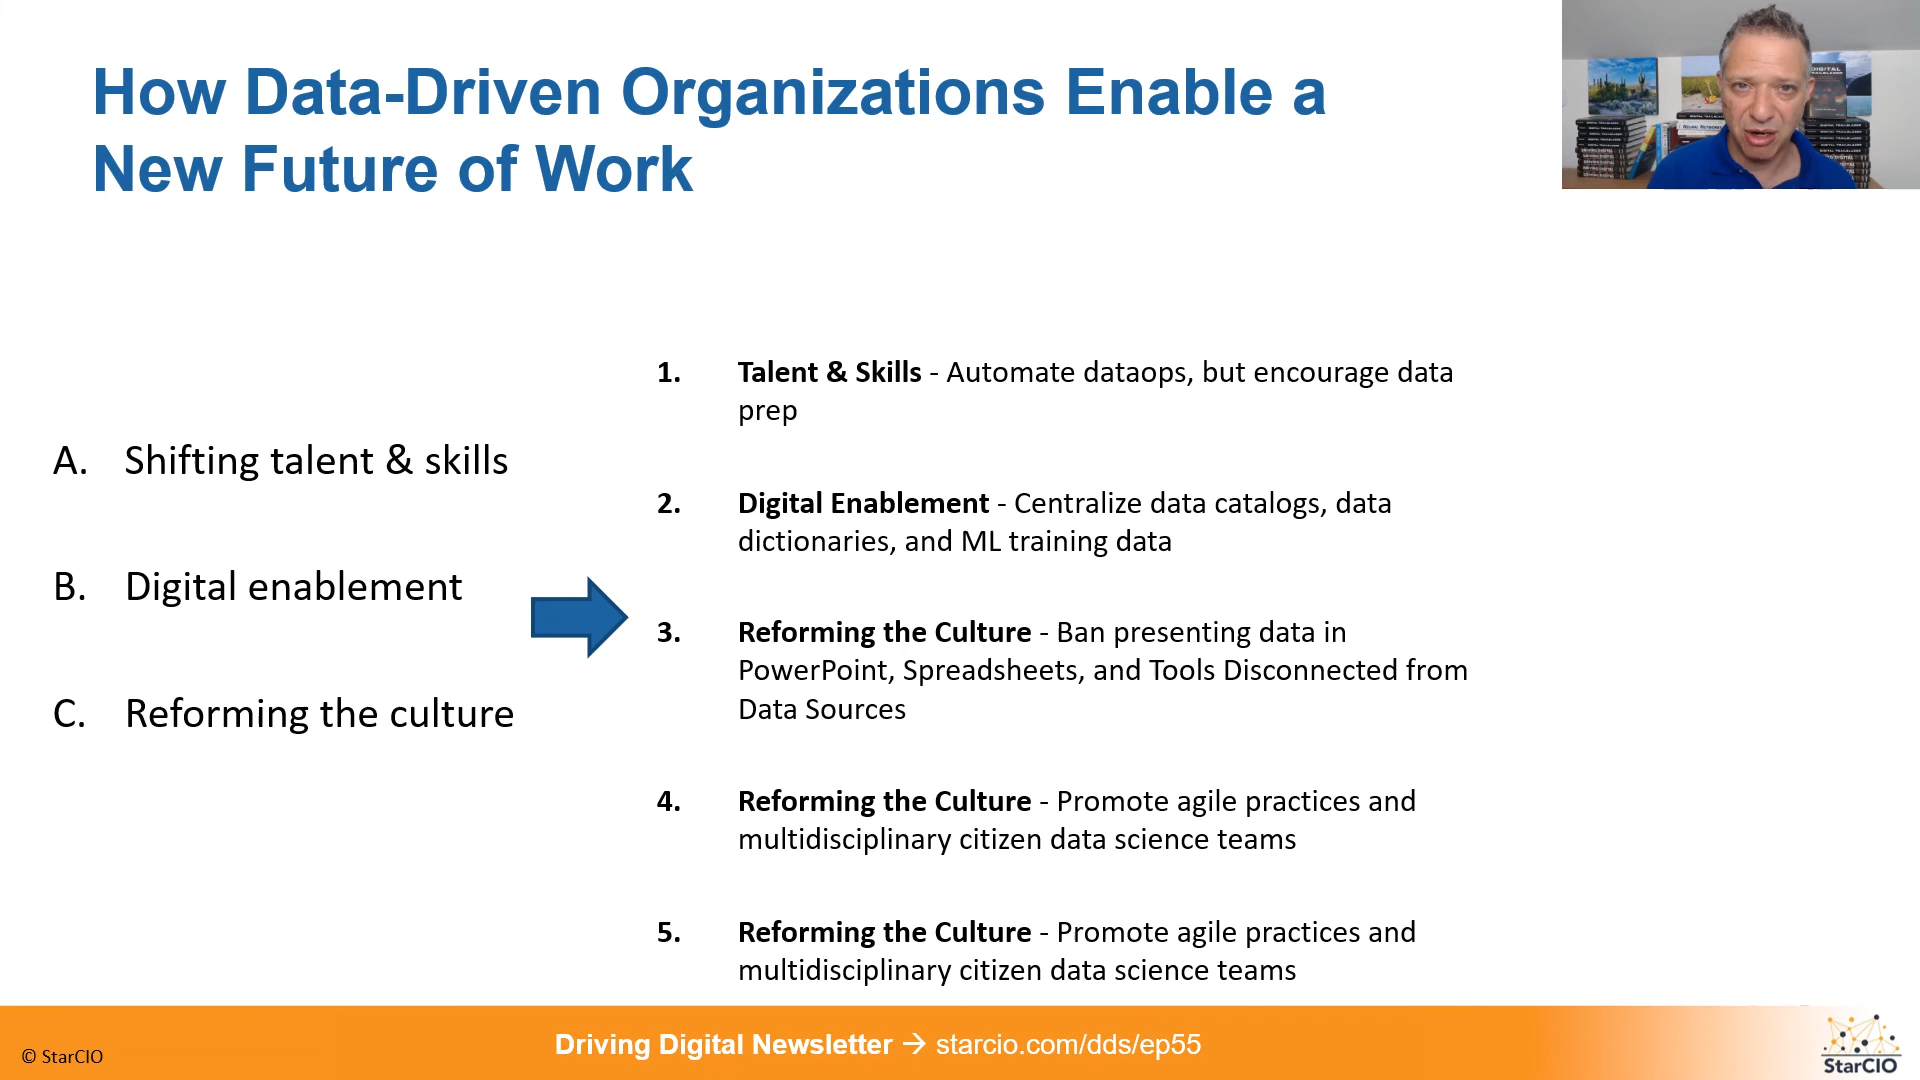 How Data-Driven Organizations Enable a
New Future of Work
A. Shifting talent & skills
B. Digital enablement
C. Reforming the culture
1. Talent & Skills - Automate dataops, but encourage data
prep
2. Digital Enablement - Centralize data catalogs, data
dictionaries, and ML training data
3. Reforming the Culture - Ban presenting data in
PowerPoint, Spreadsheets, and Tools Disconnected from
Data Sources
4. Reforming the Culture - Promote agile practices and
multidisciplinary citizen data science teams
5. Reforming the Culture - Promote agile practices and
multidisciplinary citizen data science teams
© StarCIO
Driving Digital Newsletter → starcio.com/dds/ep55
StarCIO